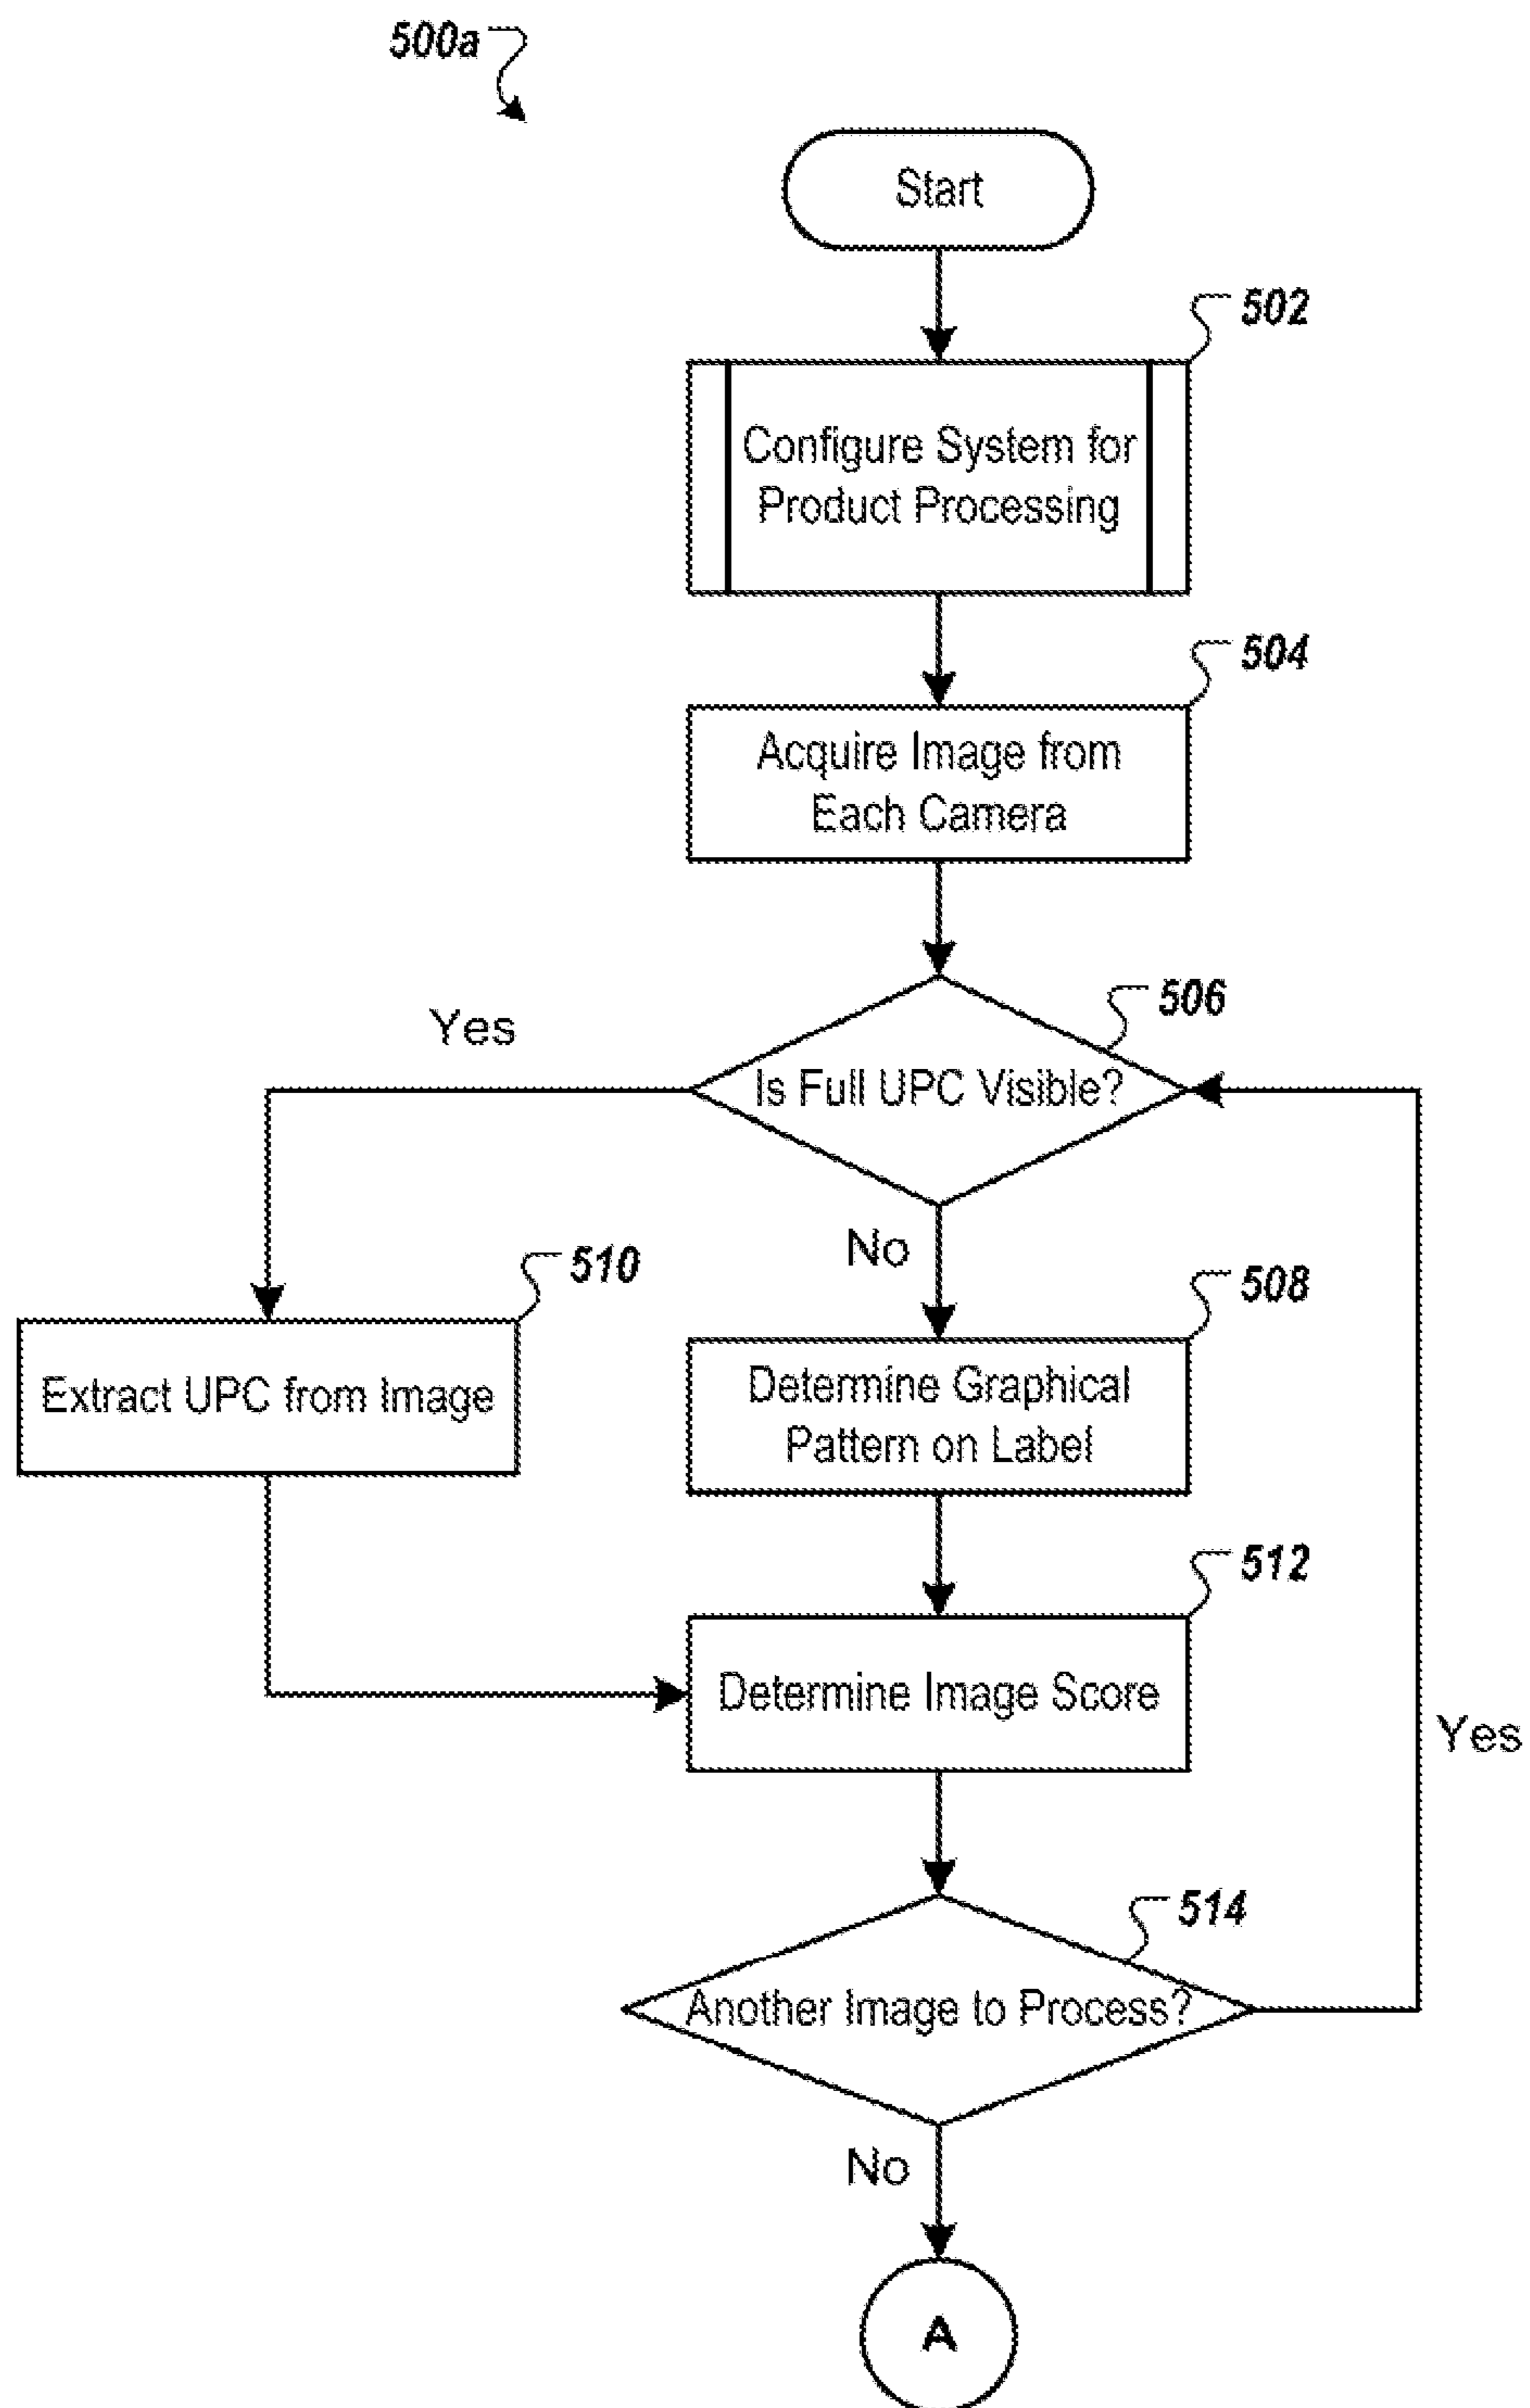 500a
Start
502
Configure System for
Product Processing
504
Acquire Image from
Each Camera
506
Yes
Is Full UPC Visible?
No
510
508
Extract UPC from Image
Determine Graphical
Pattern on Label
512
Determine Image Score
Yes
514
Another Image to Process?
No
A